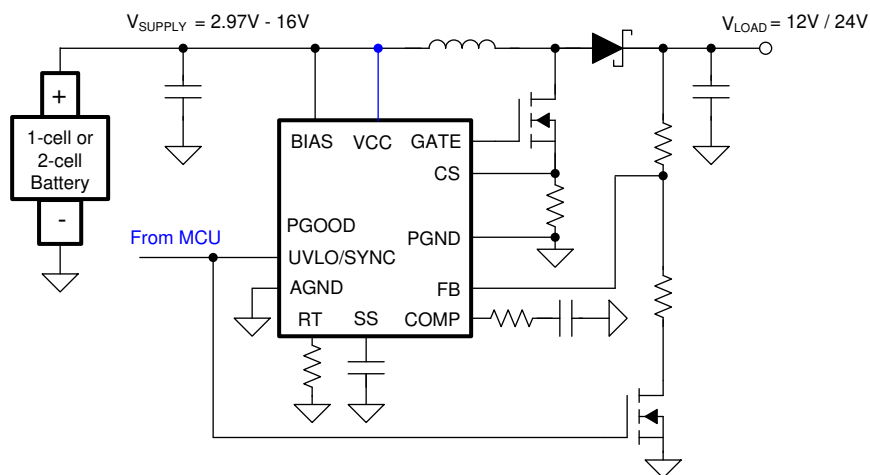 VSUPPLY = 2.97V - 16V
VLOAD = 12V / 24V
+
1-cell or
2-cell
Battery
-
BIAS VCC GATE
CS
PGOOD
PGND
From MCU
UVLO/SYNC
AGND
FB
RT SS COMP